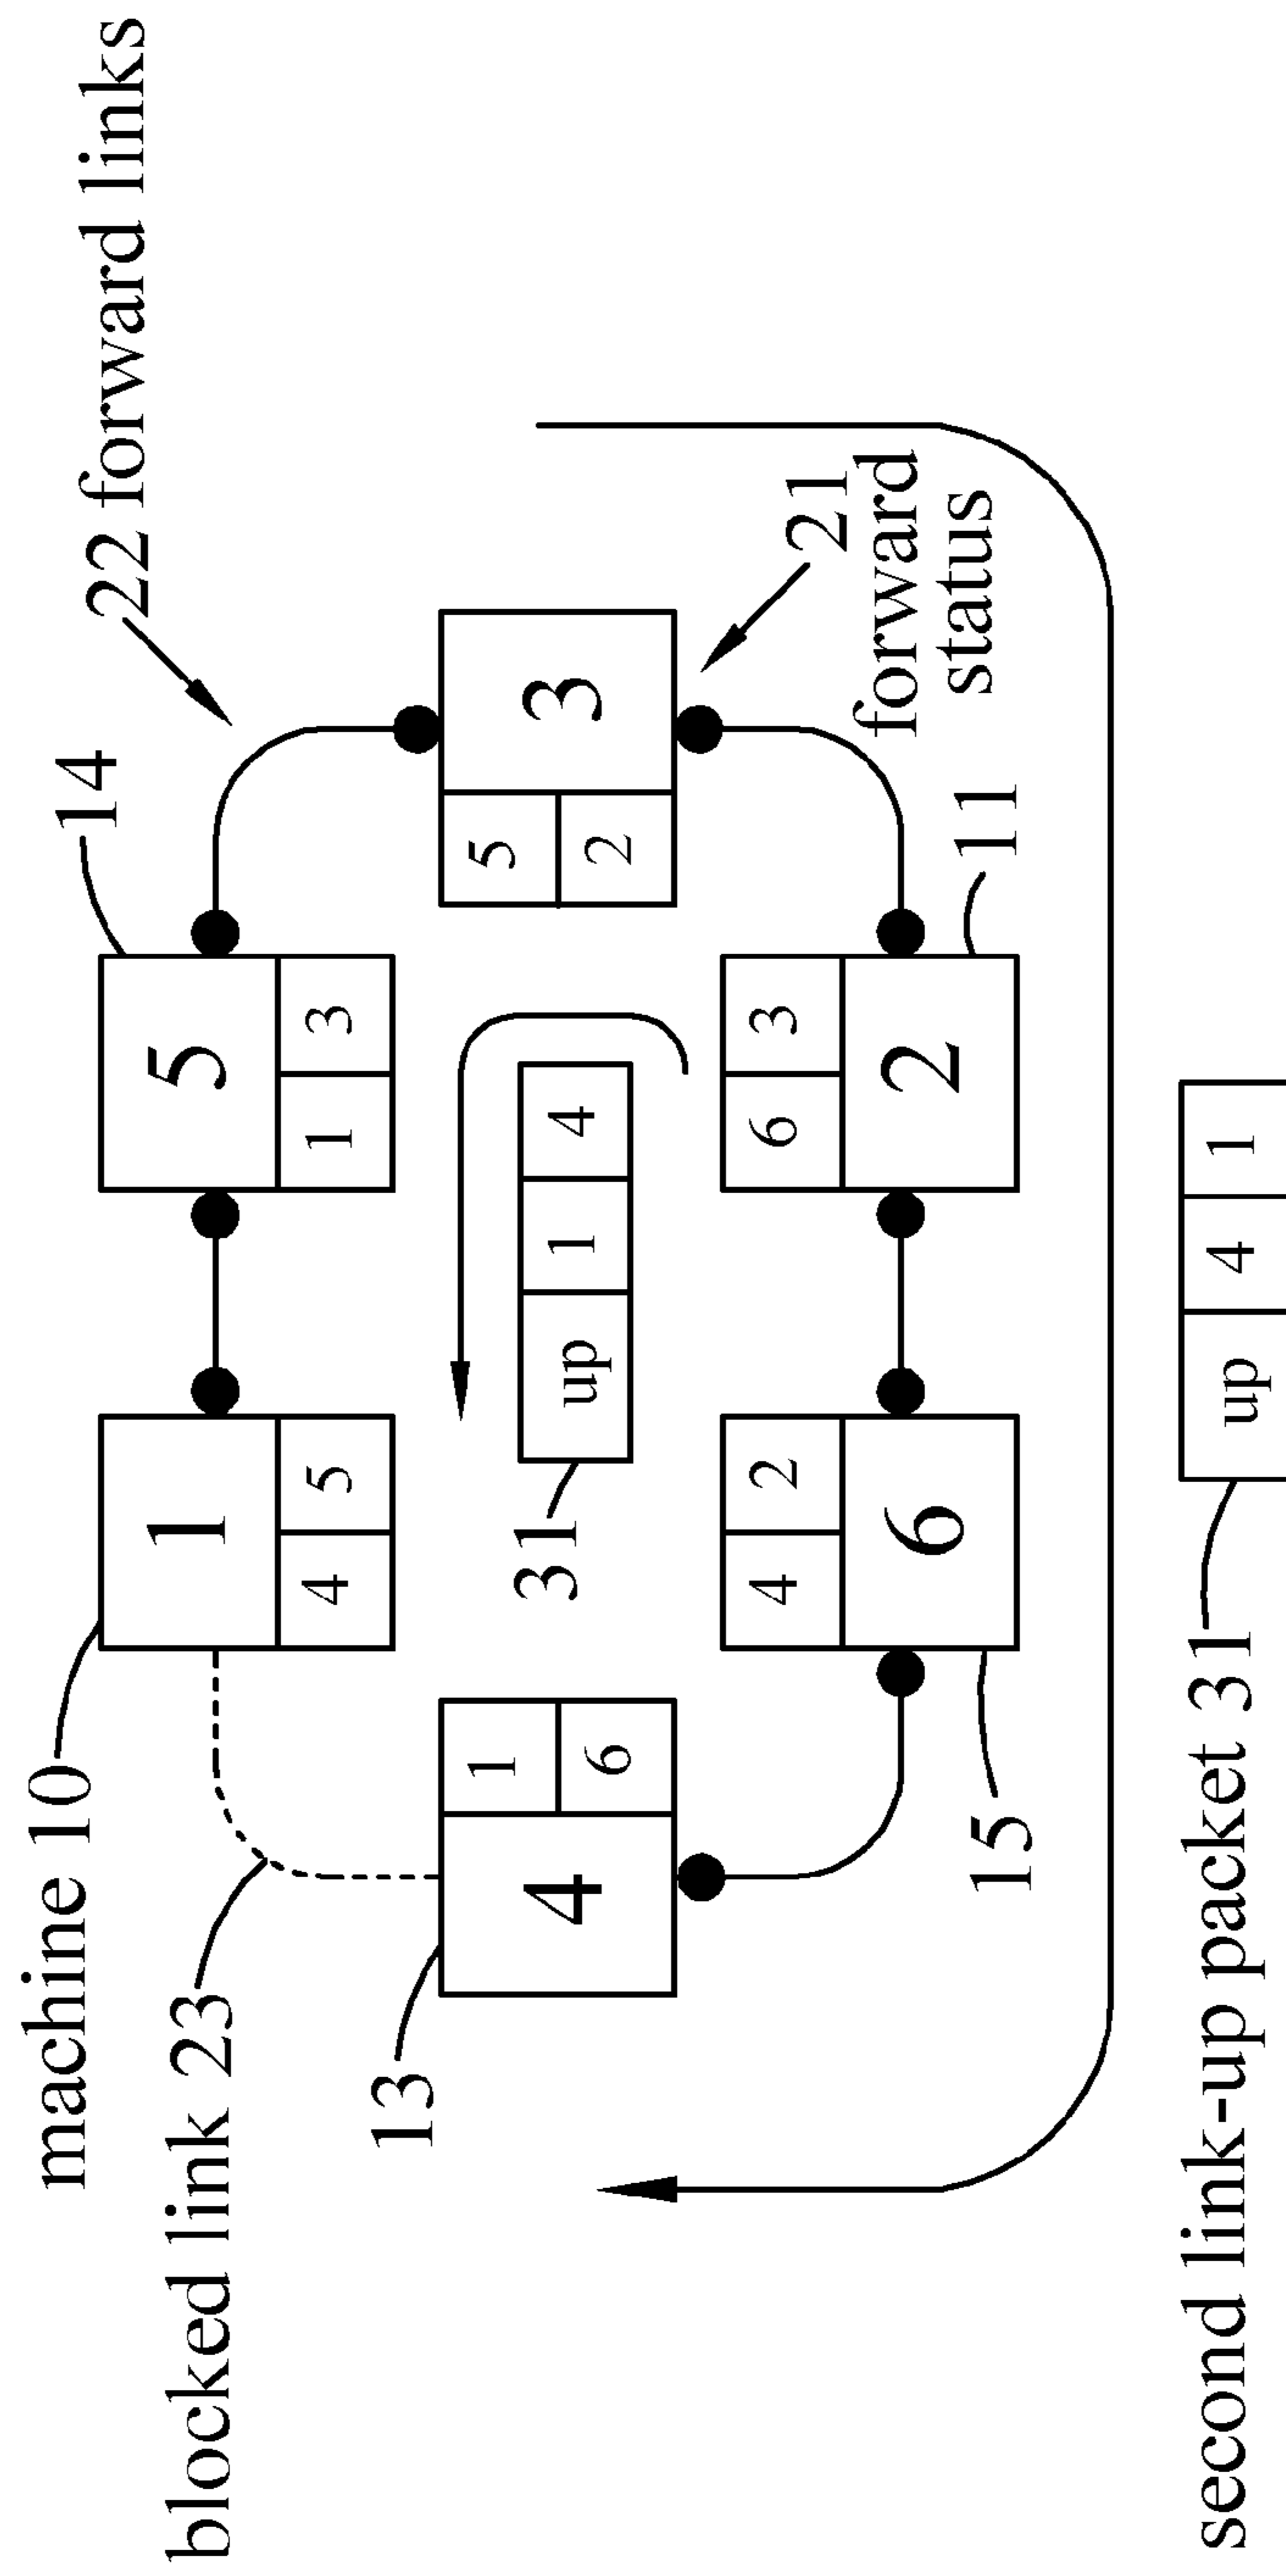 machine 10
14
22 forward links
blocked link 23
1
5
4 5
1 3
13
4
1
6
31
up 1 4
5
2
3
21
forward
status
4 2
6 3
6
2
15
11
second link-up packet 31
up 4 1